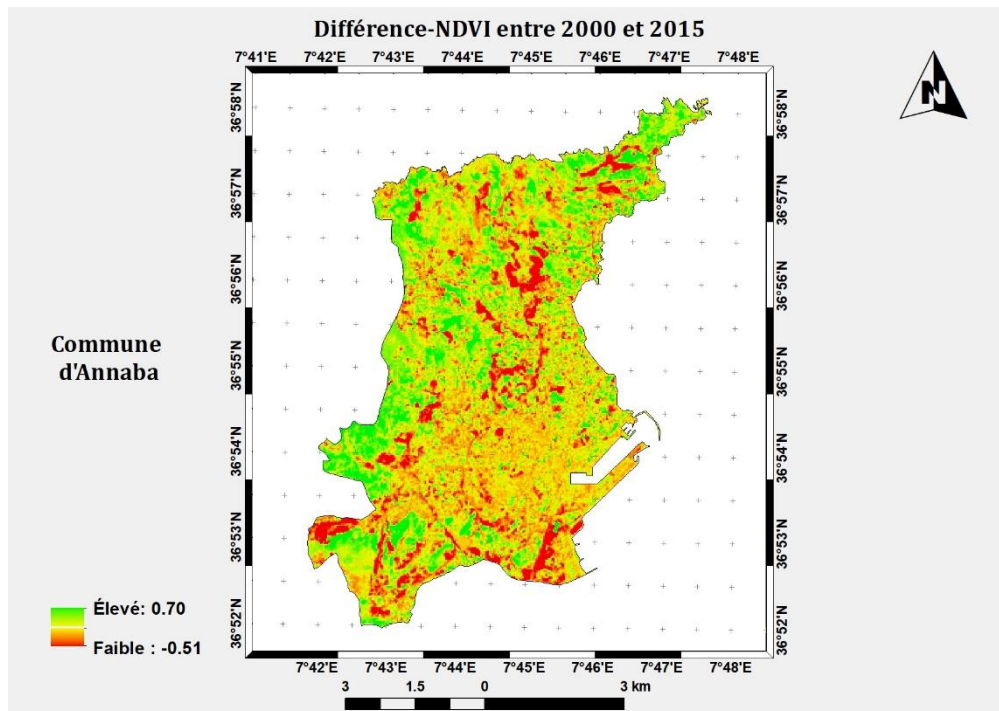 Différence-NDVI entre 2000 et 2015
7°41'E 7°42'E 7°43'E 7°44'E 7°45'E 7°46'E 7°47'E 7°48'E
N
36°58'N 36°58'N
36°57'N 36°57'N
36°56'N 36°56'N
Commune
d'Annaba
36°55'N 36°55'N
36°54'N 36°54'N
36°53'N 36°53'N
36°52'N 36°52'N
Élevé: 0.70
Faible : -0.51
7°42'E 7°43'E 7°44'E 7°45'E 7°46'E 7°47'E 7°48'E
3 1.5 0 3 km